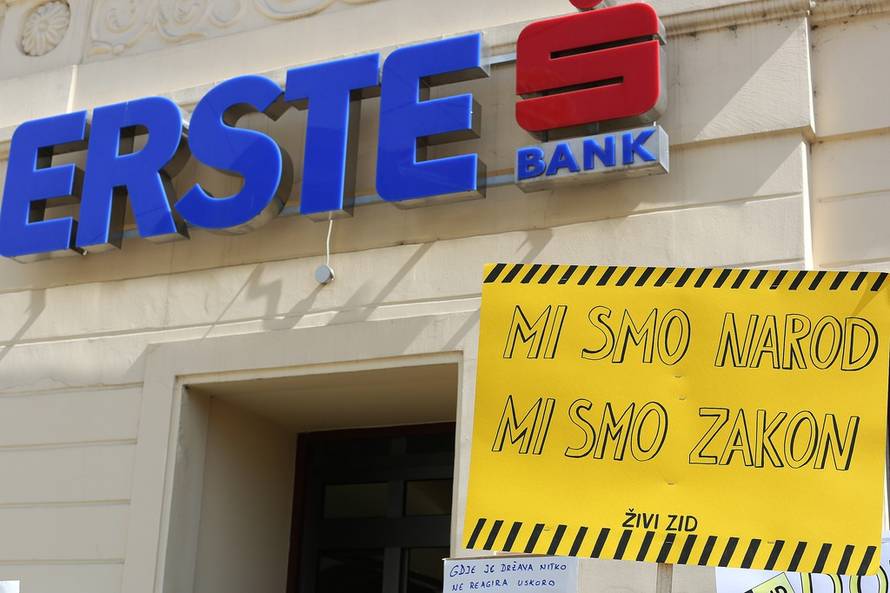 ERSTE
BANK
MI SMO NAROD
MI SMO ZAKON
ŽIVI ZID
GDJE JE DRŽAVA NITKO
NE REAGIRA USKORO